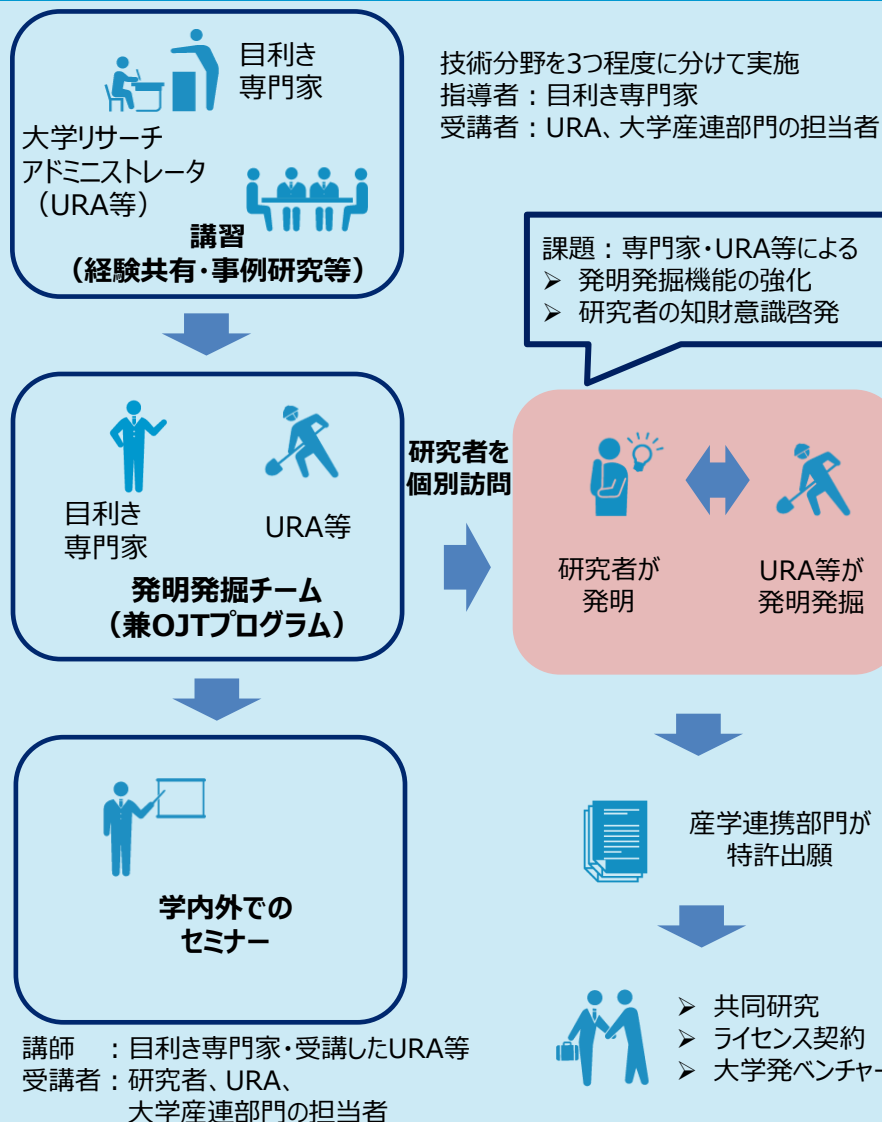 目利き
専門家
大学リサーチ
アドミニストレータ
（URA等）
講習
（経験共有・事例研究等）
技術分野を3つ程度に分けて実施
指導者：目利き専門家
受講者：URA、大学産連部門の担当者
課題：専門家・URA等による
➢ 発明発掘機能の強化
➢ 研究者の知財意識啓発
目利き
専門家
URA等
発明発掘チーム
（兼OJTプログラム）
研究者を
個別訪問
研究者が
発明
URA等が
発明発掘
学内外での
セミナー
講師　：目利き専門家・受講したURA等
受講者：研究者、URA、
大学産連部門の担当者
産学連携部門が
特許出願
➢ 共同研究
➢ ライセンス契約
➢ 大学発ベンチャー